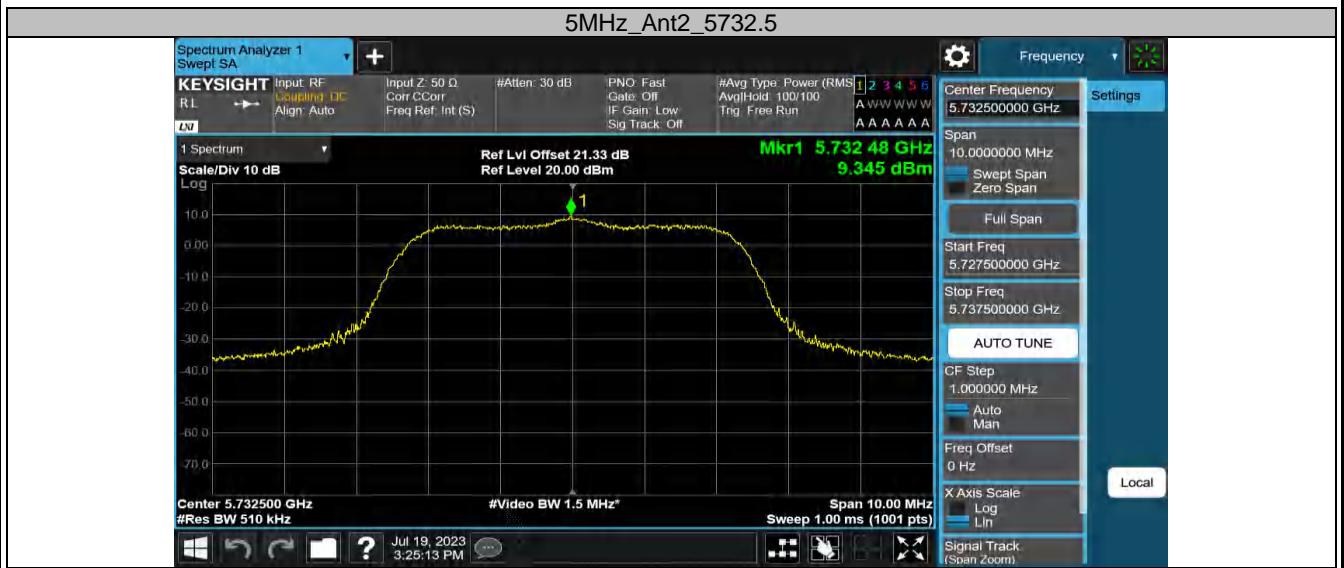 5MHz_Ant2_5732.5
Spectrum Analyzer 1
Swept SA
+
Frequency
KEYSIGHT
RL
LXI
Input: RF
Coupling: DC
Align: Auto
Input Z: 50 Ω
Corr CCorr
Freq Ref: Int (S)
#Atten: 30 dB
PNO: Fast
Gate: Off
IF Gain: Low
Sig Track: Off
#Avg Type: Power (RMS
Avg|Hold: 100/100
Trig: Free Run
1 2 3 4 5 6
A W W W W W
A A A A A A
1 Spectrum
Scale/Div 10 dB
Ref Lvl Offset 21.33 dB
Ref Level 20.00 dBm
Mkr1 5.732 48 GHz
9.345 dBm
Log
1
10.0
0.00
-10.0
-20.0
-30.0
-40.0
-50.0
-60.0
-70.0
Center 5.732500 GHz
#Res BW 510 kHz
#Video BW 1.5 MHz*
Span 10.00 MHz
Sweep 1.00 ms (1001 pts)
Center Frequency
5.732500000 GHz
Settings
Span
10.0000000 MHz
Swept Span
Zero Span
Full Span
Start Freq
5.727500000 GHz
Stop Freq
5.737500000 GHz
AUTO TUNE
CF Step
1.000000 MHz
Auto
Man
Freq Offset
0 Hz
X Axis Scale
Log
Lin
Local
Signal Track
(Span Zoom)
?
Jul 19, 2023
3:25:13 PM